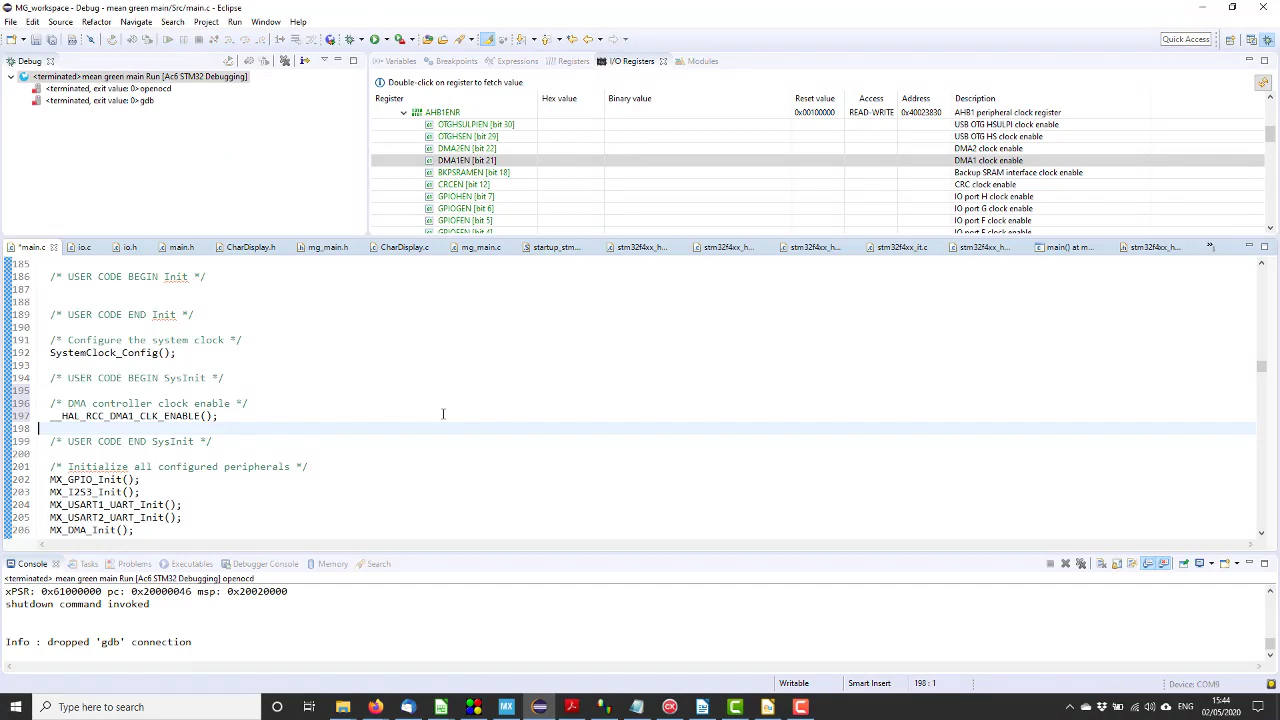 MG_workspace - Debug - mean green main/Src/main.c - Eclipse
File Edit Source Refactor Navigate Search Project Run Window Help
Quick Access
Debug
<terminated> mean green main Run [Ac6 STM32 Debugging]
<terminated, exit value: 0>openocd
<terminated, exit value: 0>gdb
Variables Breakpoints Expressions Registers I/O Registers Modules
Double-click on register to fetch value
Register Hex value Binary value Reset value Access Address Description
AHB1ENR 0x00100000 READ-WRITE 0x40023830 AHB1 peripheral clock register
OTGHSULPIEN [bit 30] USB OTG HSULPI clock enable
OTGHSEN [bit 29] USB OTG HS clock enable
DMA2EN [bit 22] DMA2 clock enable
DMA1EN [bit 21] DMA1 clock enable
BKPSRAMEN [bit 18] Backup SRAM interface clock enable
CRCEN [bit 12] CRC clock enable
GPIOHEN [bit 7] IO port H clock enable
GPIOGEN [bit 6] IO port G clock enable
GPIOFEN [bit 5] IO port F clock enable
*main.c io.c io.h main.h CharDisplay.h mg_main.h CharDisplay.c mg_main.c startup_stm... stm32f4xx_h... stm32f4xx_h... stm32f4xx_h... stm32f4xx_it.c stm32f4xx_h... main() at m... stm32f4xx_h...
185
186 /* USER CODE BEGIN Init */
187
188
189 /* USER CODE END Init */
190
191 /* Configure the system clock */
192 SystemClock_Config();
193
194 /* USER CODE BEGIN SysInit */
195
196 /* DMA controller clock enable */
197 __HAL_RCC_DMA1_CLK_ENABLE();
198
199 /* USER CODE END SysInit */
200
201 /* Initialize all configured peripherals */
202 MX_GPIO_Init();
203 MX_I2S3_Init();
204 MX_USART1_UART_Init();
205 MX_USART2_UART_Init();
206 MX_DMA_Init();
Console Tasks Problems Executables Debugger Console Memory Search
<terminated> mean green main Run [Ac6 STM32 Debugging] openocd
xPSR: 0x61000000 pc: 0x20000046 msp: 0x20020000
shutdown command invoked
Info : dropped 'gdb' connection
Writable Smart Insert 198 : 1 Device: COM9
Type here to search
MX
15:44
02/05/2020